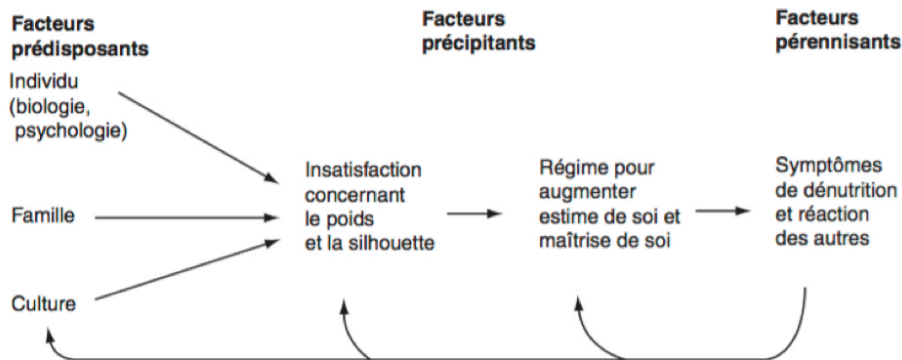 Facteurs
prédisposants
Facteurs
précipitants
Facteurs
pérennisants
Individu
(biologie,
psychologie)
Famille
Culture
Insatisfaction
concernant
le poids
et la silhouette
Régime pour
augmenter
estime de soi et
maîtrise de soi
Symptômes
de dénutrition
et réaction
des autres